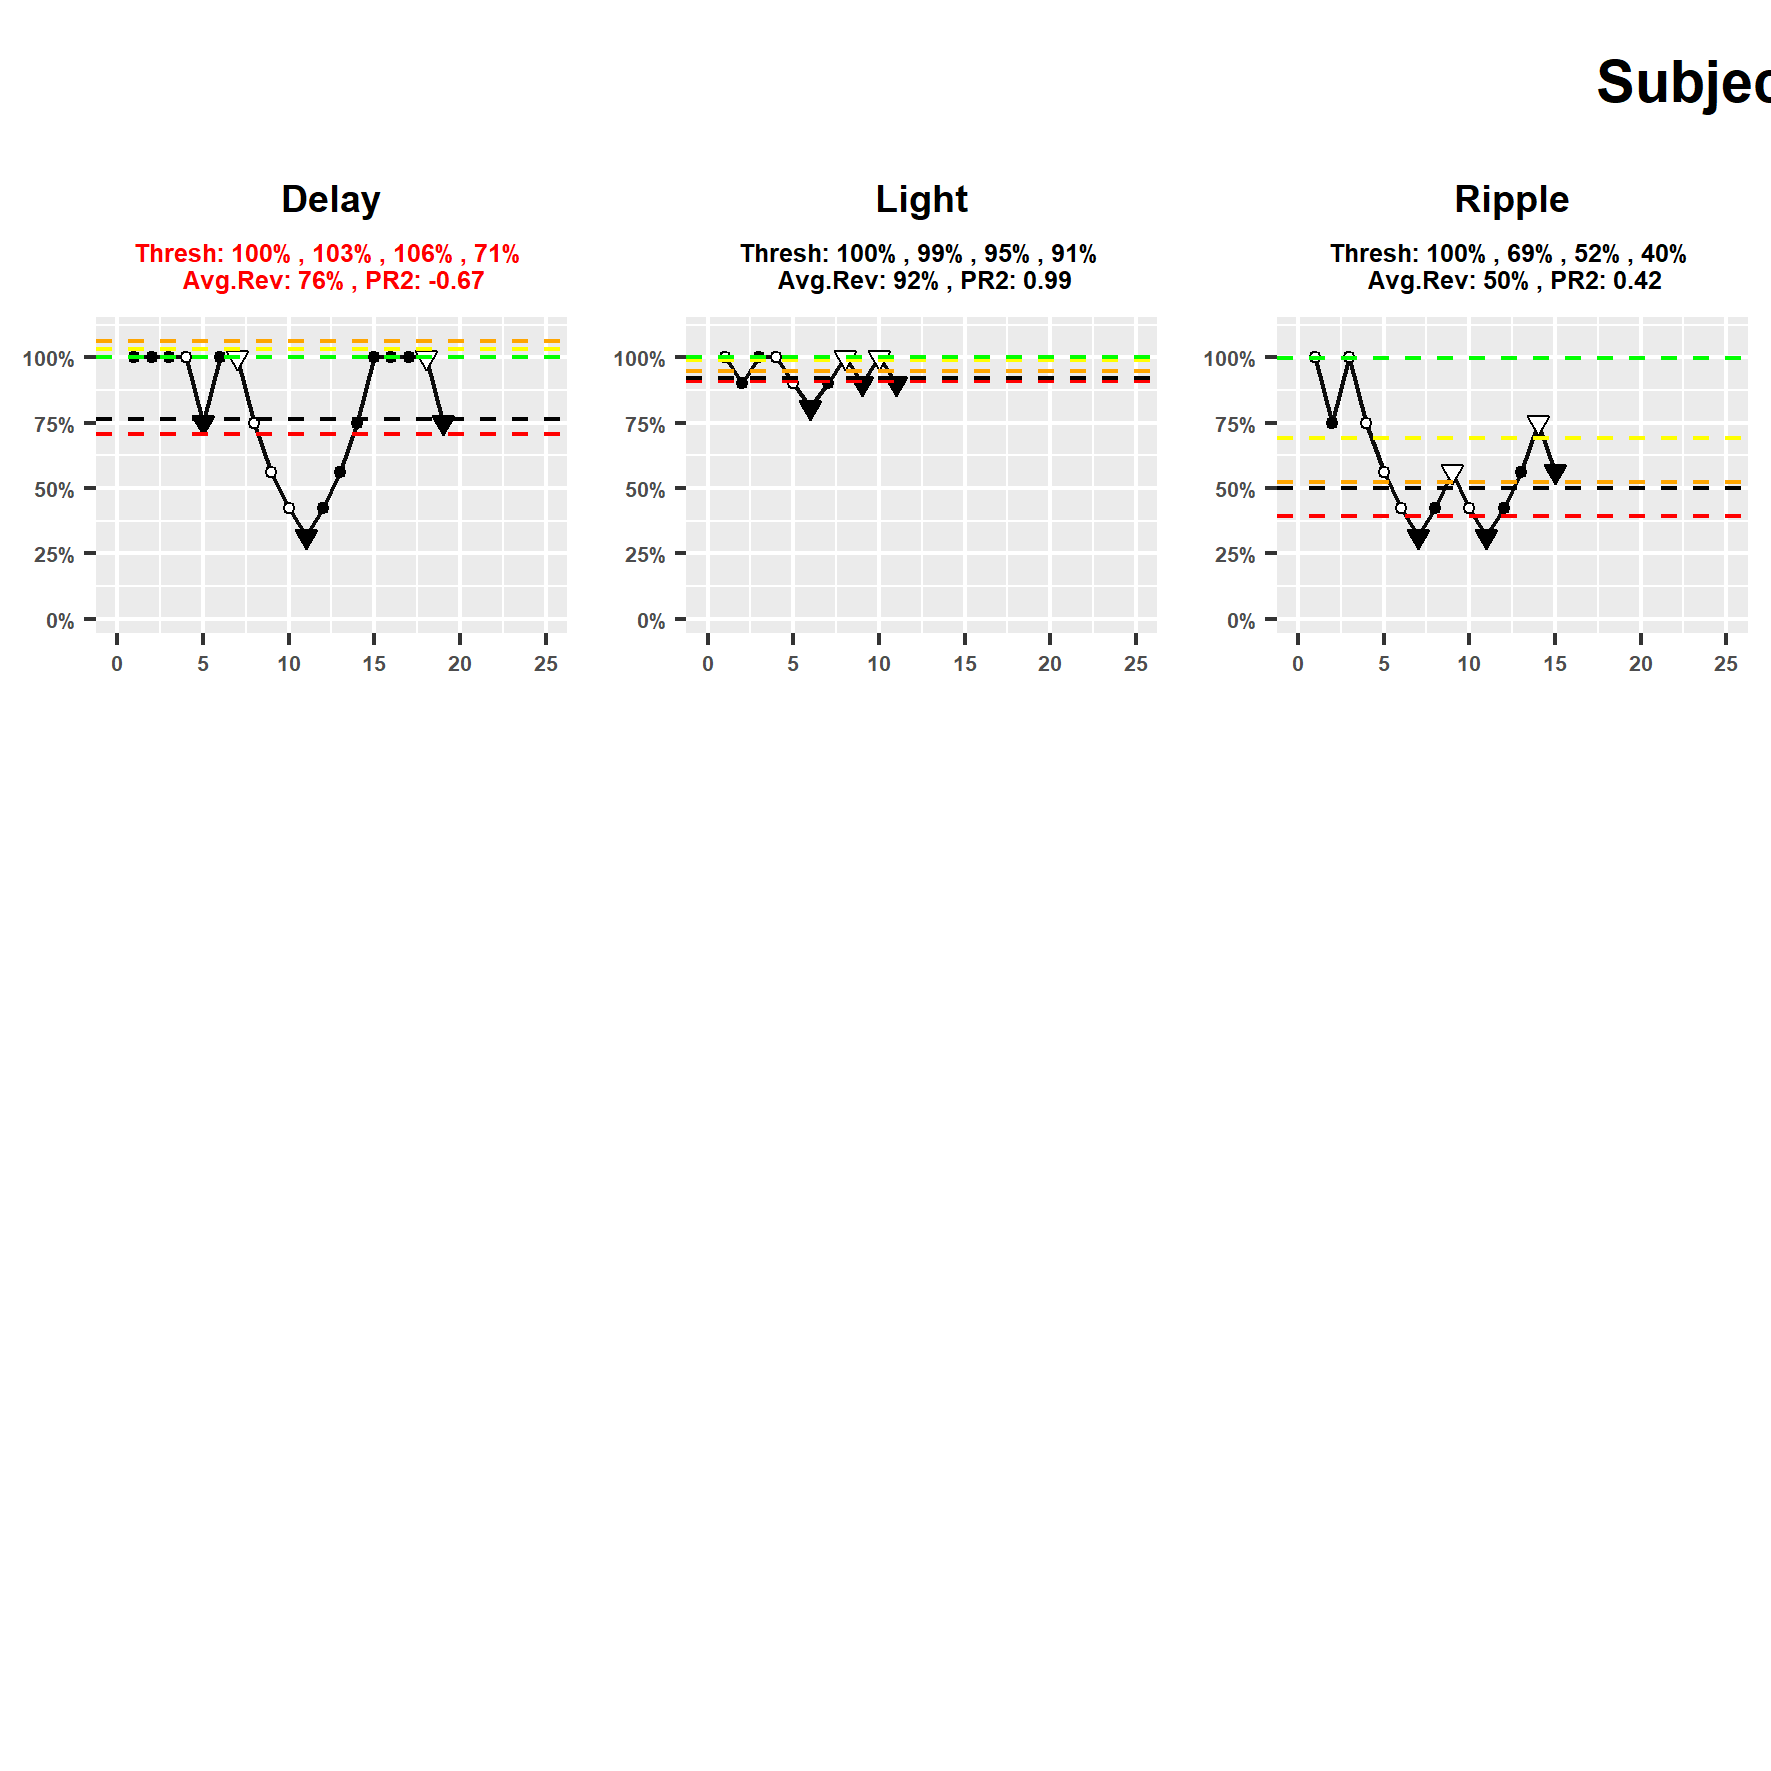 Subjec
Delay
Thresh: 100% , 103% , 106% , 71%
Avg.Rev: 76% , PR2: -0.67
100%
75%
50%
25%
0%
0 5 10 15 20 25
Light
Thresh: 100% , 99% , 95% , 91%
Avg.Rev: 92% , PR2: 0.99
100%
75%
50%
25%
0%
0 5 10 15 20 25
Ripple
Thresh: 100% , 69% , 52% , 40%
Avg.Rev: 50% , PR2: 0.42
100%
75%
50%
25%
0%
0 5 10 15 20 25